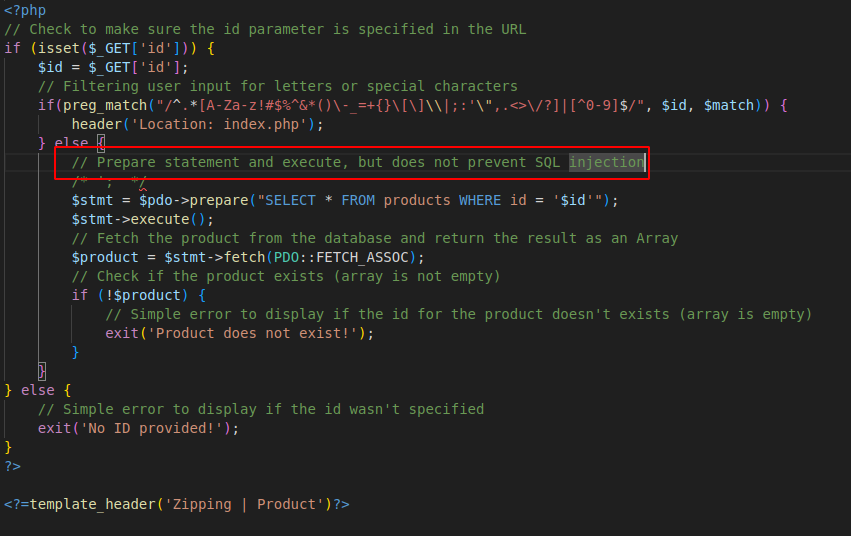 <?php
// Check to make sure the id parameter is specified in the URL
if (isset($_GET['id'])) {
    $id = $_GET['id'];
    // Filtering user input for letters or special characters
    if(preg_match("/^.*[A-Za-z!#$%^&*()\-_=+{}\[\]\\|;:'\",.<>\/?]|[^0-9]$/", $id, $match)) {
        header('Location: index.php');
    } else {
        // Prepare statement and execute, but does not prevent SQL injection
        /* ';  */
        $stmt = $pdo->prepare("SELECT * FROM products WHERE id = '$id'");
        $stmt->execute();
        // Fetch the product from the database and return the result as an Array
        $product = $stmt->fetch(PDO::FETCH_ASSOC);
        // Check if the product exists (array is not empty)
        if (!$product) {
            // Simple error to display if the id for the product doesn't exists (array is empty)
            exit('Product does not exist!');
        }
    }
} else {
    // Simple error to display if the id wasn't specified
    exit('No ID provided!');
}
?>
<?=template_header('Zipping | Product')?>